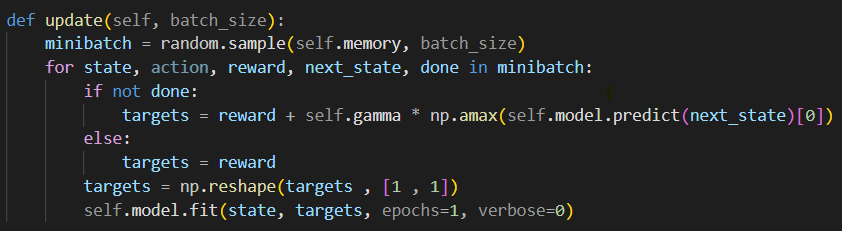 def update(self, batch_size):
    minibatch = random.sample(self.memory, batch_size)
    for state, action, reward, next_state, done in minibatch:
        if not done:
            targets = reward + self.gamma * np.amax(self.model.predict(next_state)[0])
        else:
            targets = reward
        targets = np.reshape(targets , [1 , 1])
        self.model.fit(state, targets, epochs=1, verbose=0)